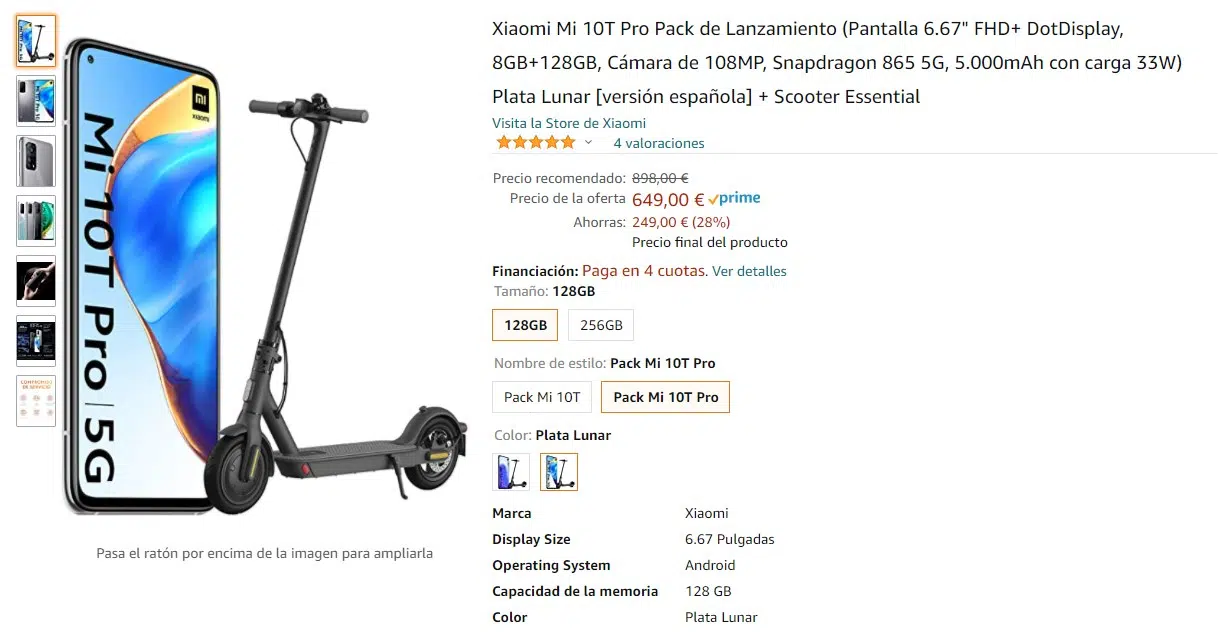 Xiaomi Mi 10T Pro Pack de Lanzamiento (Pantalla 6.67" FHD+ DotDisplay,
8GB+128GB, Cámara de 108MP, Snapdragon 865 5G, 5.000mAh con carga 33W)
Plata Lunar [versión española] + Scooter Essential
Visita la Store de Xiaomi
4 valoraciones
Precio recomendado: 898,00 €
Precio de la oferta 649,00 € prime
Ahorras: 249,00 € (28%)
Precio final del producto
Financiación: Paga en 4 cuotas. Ver detalles
Tamaño: 128GB
128GB 256GB
Nombre de estilo: Pack Mi 10T Pro
Pack Mi 10T Pack Mi 10T Pro
Color: Plata Lunar
Marca Xiaomi
Display Size 6.67 Pulgadas
Operating System Android
Capacidad de la memoria 128 GB
Color Plata Lunar
mi
xiaomi
Mi 10T Pro | 5G
COMPROMISO
DE SERVICIO
Pasa el ratón por encima de la imagen para ampliarla